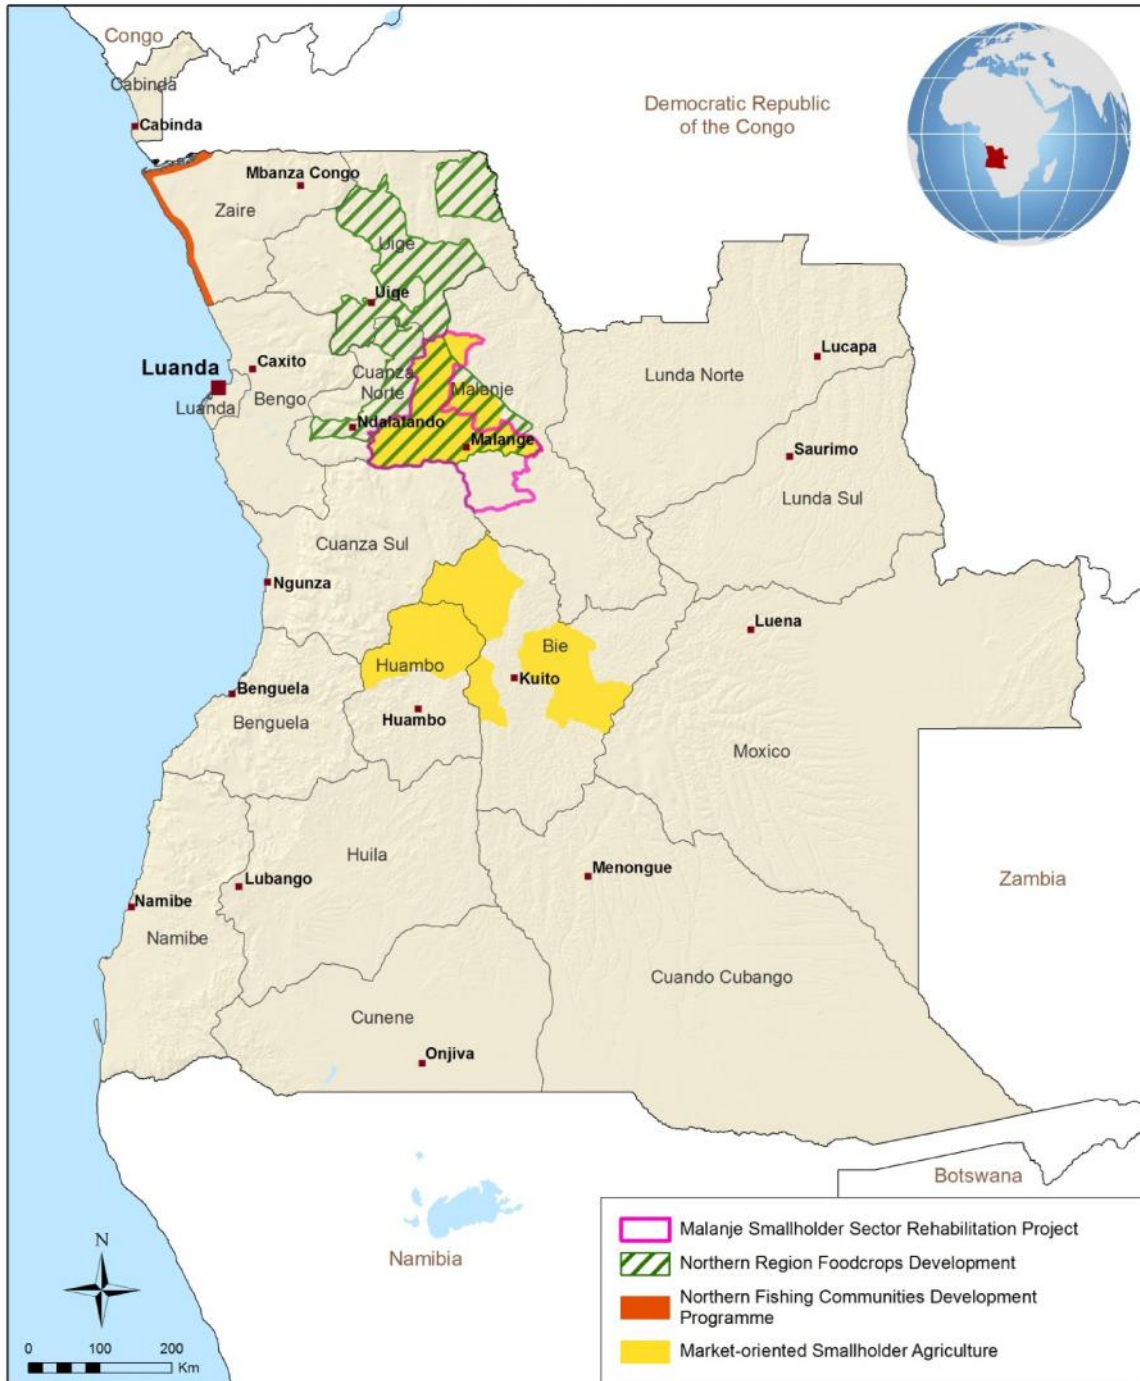 Congo
Cabinda
Cabinda
Democratic Republic
of the Congo
Mbanza Congo
Zaire
Uige
Uige
Lucapa
Caxito
Luanda
Lunda Norte
Cuanza
Norte
Malanje
Bengo
Luanda
Ndalatando
Malange
Saurimo
Lunda Sul
Cuanza Sul
Ngunza
Luena
Bie
Huambo
Kuito
Benguela
Huambo
Benguela
Moxico
Huila
Menongue
Lubango
Zambia
Namibe
Namibe
Cuando Cubango
Cunene
Onjiva
Botswana
Namibia
Malanje Smallholder Sector Rehabilitation Project
Northern Region Foodcrops Development
Northern Fishing Communities Development
Programme
Market-oriented Smallholder Agriculture
N
0 100 200
Km